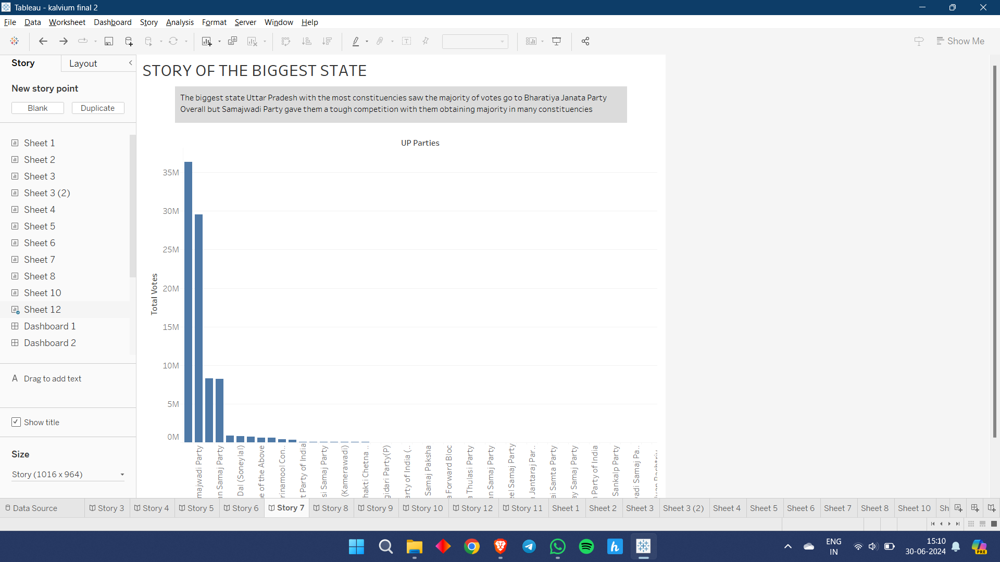 Tableau - kalvium final 2
File Data Worksheet Dashboard Story Analysis Format Server Window Help
Show Me
Story Layout
New story point
Blank Duplicate
Sheet 1
Sheet 2
Sheet 3
Sheet 3 (2)
Sheet 4
Sheet 5
Sheet 6
Sheet 7
Sheet 8
Sheet 10
Sheet 12
Dashboard 1
Dashboard 2
A Drag to add text
Show title
Size
Story (1016 x 964)
STORY OF THE BIGGEST STATE
The biggest state Uttar Pradesh with the most constituencies saw the majority of votes go to Bharatiya Janata Party
Overall but Samajwadi Party gave them a tough competition with them obtaining majority in many constituencies
UP Parties
Total Votes
35M
30M
25M
20M
15M
10M
5M
0M
majwadi Party
an Samaj Party
Dal (Soneylal)
ne of the Above
rinamool Con..
t Party of India
si Samaj Party
(Kamerawadi)
hakti Chetna ..
gidari Party(P)
arty of India (..
Samaj Paksha
a Forward Bloc
a Thulasi Party
an Samaj Party
eel Samaj Party
Jantaraj Par..
ai Samta Party
ay Samaj Party
n Party of India
Sankalp Party
vadi Samaj Pa..
Data Source Story 3 Story 4 Story 5 Story 6 Story 7 Story 8 Story 9 Story 10 Story 12 Story 11 Sheet 1 Sheet 2 Sheet 3 Sheet 3 (2) Sheet 4 Sheet 5 Sheet 6 Sheet 7 Sheet 8 Sheet 10 Sh
ENG
IN
15:10
30-06-2024
PRE